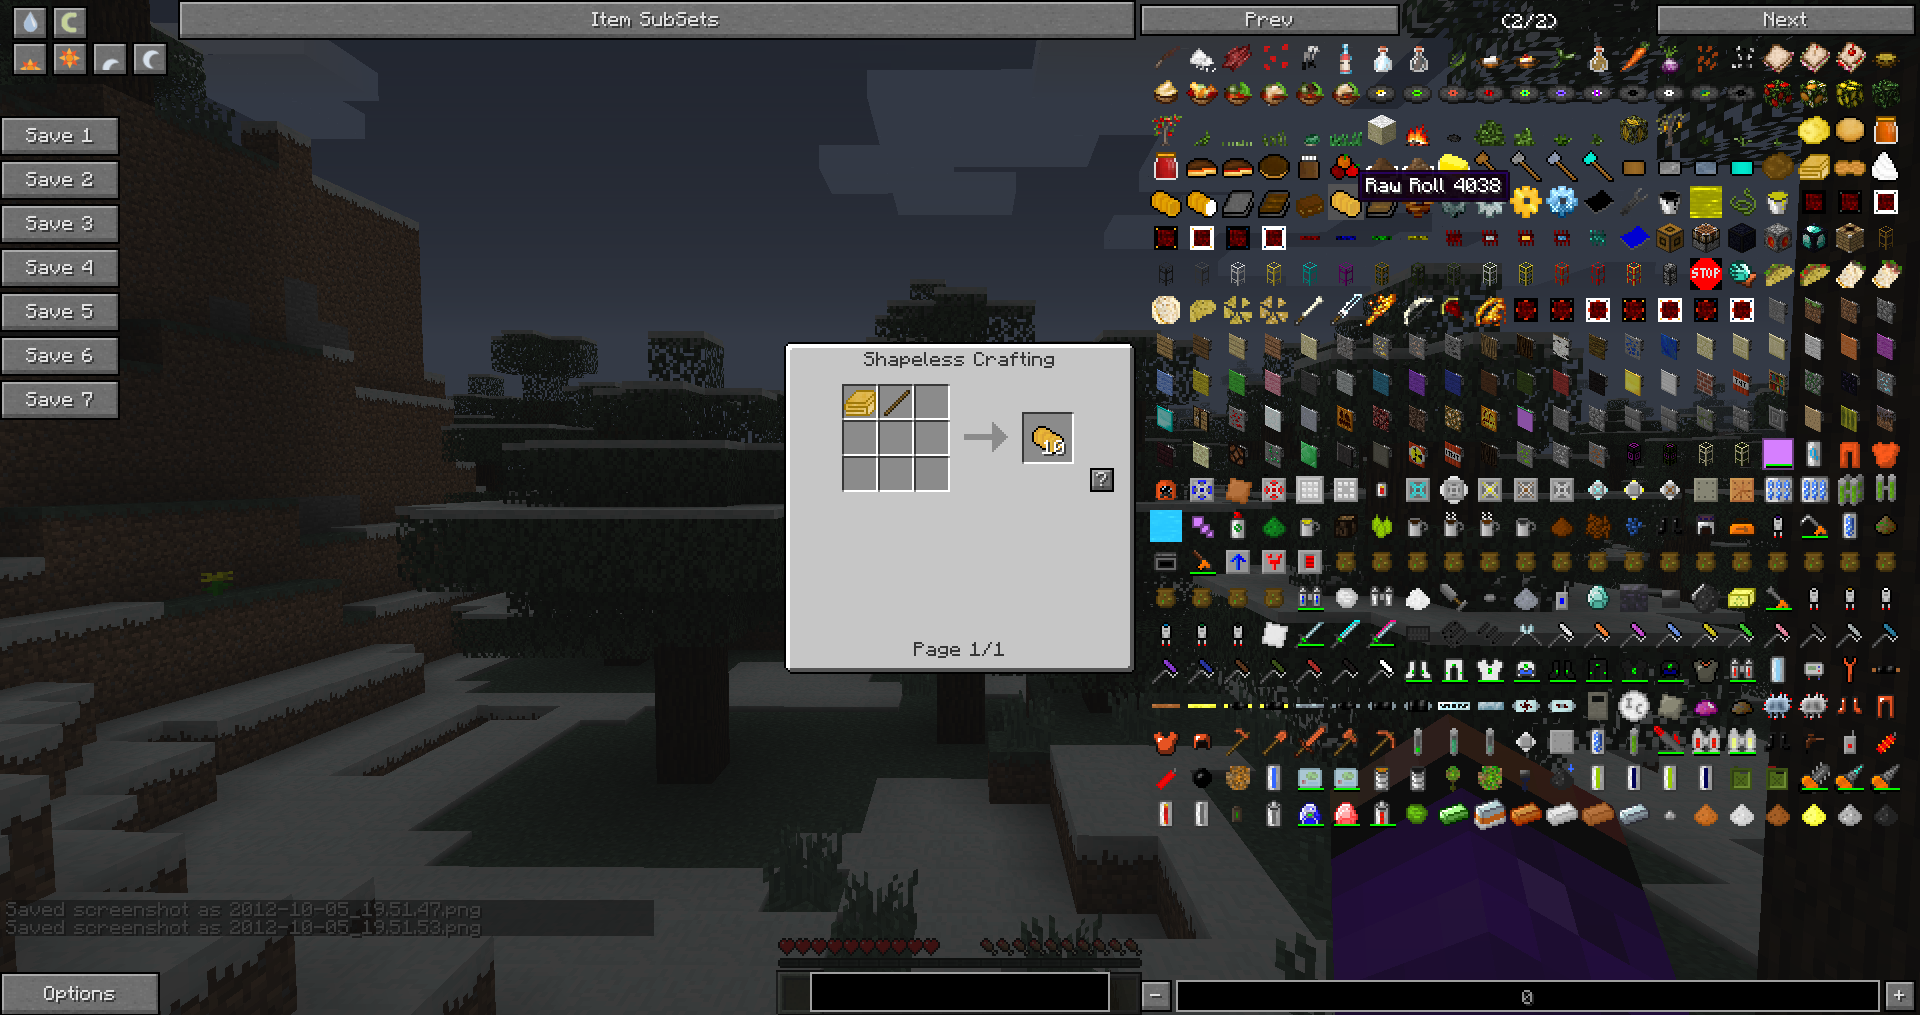 Item SubSets
Prev
(2/2)
Next
Save 1
Save 2
Save 3
Save 4
Save 5
Save 6
Save 7
Raw Roll 4038
STOP
Shapeless Crafting
10
?
Page 1/1
Saved screenshot as 2012-10-05_19.51.47.png
Saved screenshot as 2012-10-05_19.51.53.png
Options
-
0
+